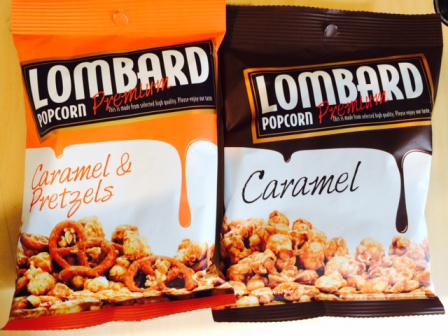 LOMBARD
POPCORN Premium
This is made from selected high quality. Please enjoy our taste.
Caramel &
Pretzels
LOMBARD
POPCORN Premium
This is made from selected high quality. Please enjoy our taste.
Caramel